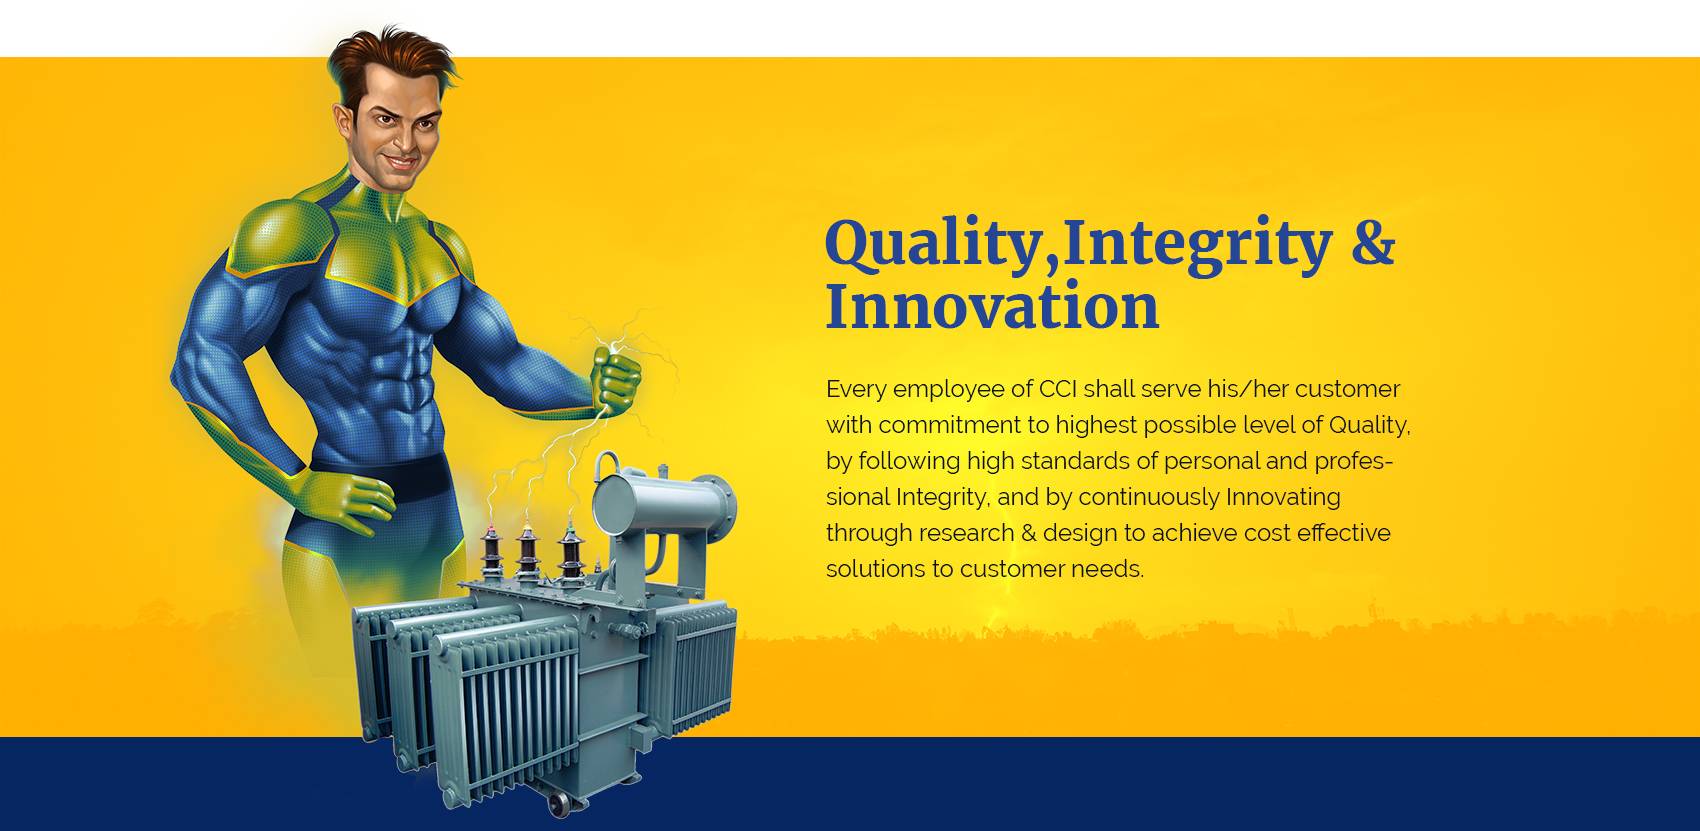 Quality,Integrity &
Innovation
Every employee of CCI shall serve his/her customer
with commitment to highest possible level of Quality,
by following high standards of personal and profes-
sional Integrity, and by continuously Innovating
through research & design to achieve cost effective
solutions to customer needs.